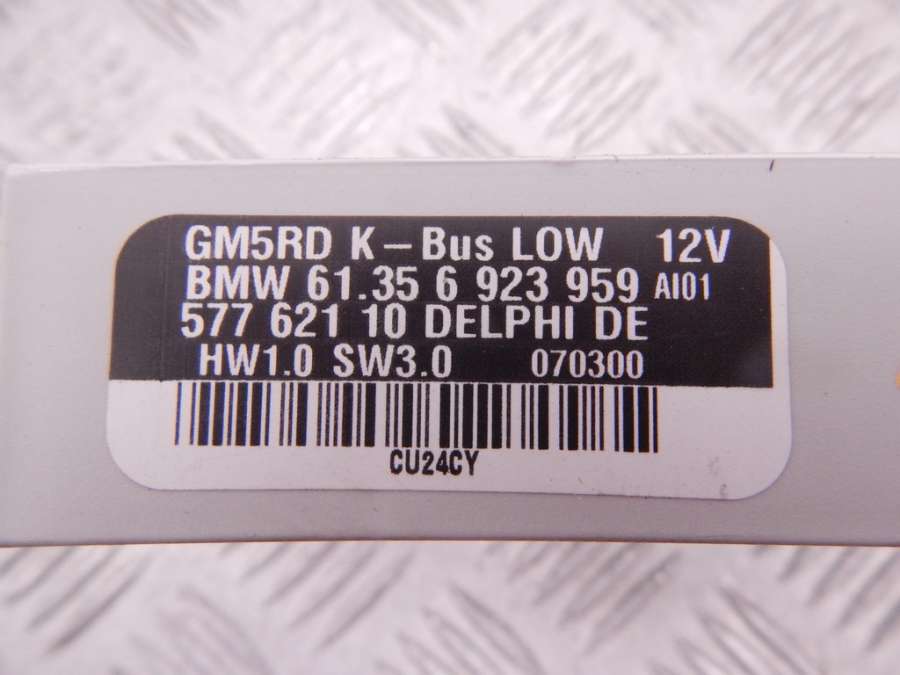 GM5RD K-Bus LOW 12V
BMW 61.35 6 923 959 AI01
577 621 10 DELPHI DE
HW1.0 SW3.0 070300
CU24CY